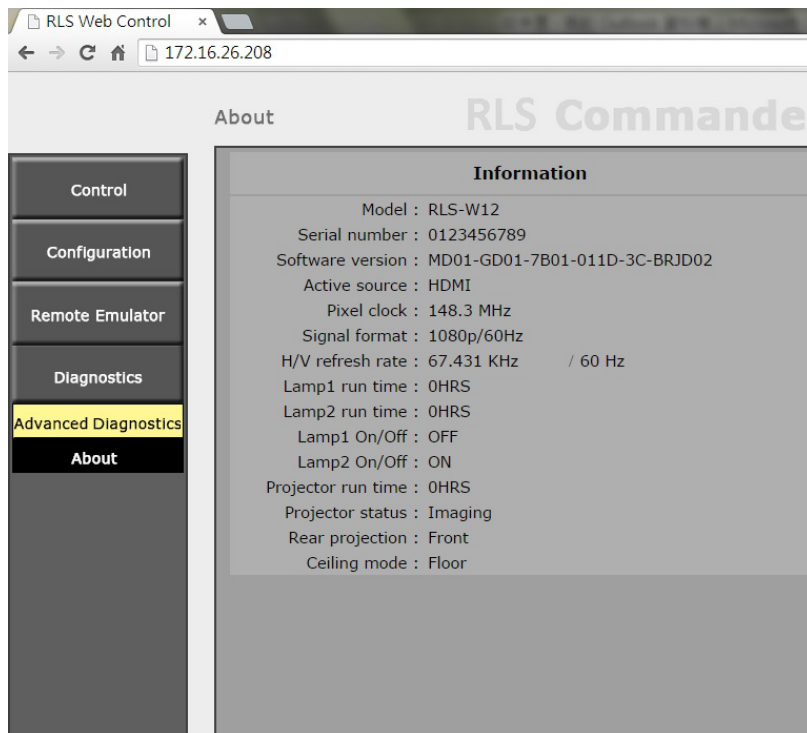 RLS Web Control ×
172.16.26.208
About
RLS Commande
Control
Configuration
Remote Emulator
Diagnostics
Advanced Diagnostics
About
Information
Model : RLS-W12
Serial number : 0123456789
Software version : MD01-GD01-7B01-011D-3C-BRJD02
Active source : HDMI
Pixel clock : 148.3 MHz
Signal format : 1080p/60Hz
H/V refresh rate : 67.431 KHz / 60 Hz
Lamp1 run time : 0HRS
Lamp2 run time : 0HRS
Lamp1 On/Off : OFF
Lamp2 On/Off : ON
Projector run time : 0HRS
Projector status : Imaging
Rear projection : Front
Ceiling mode : Floor